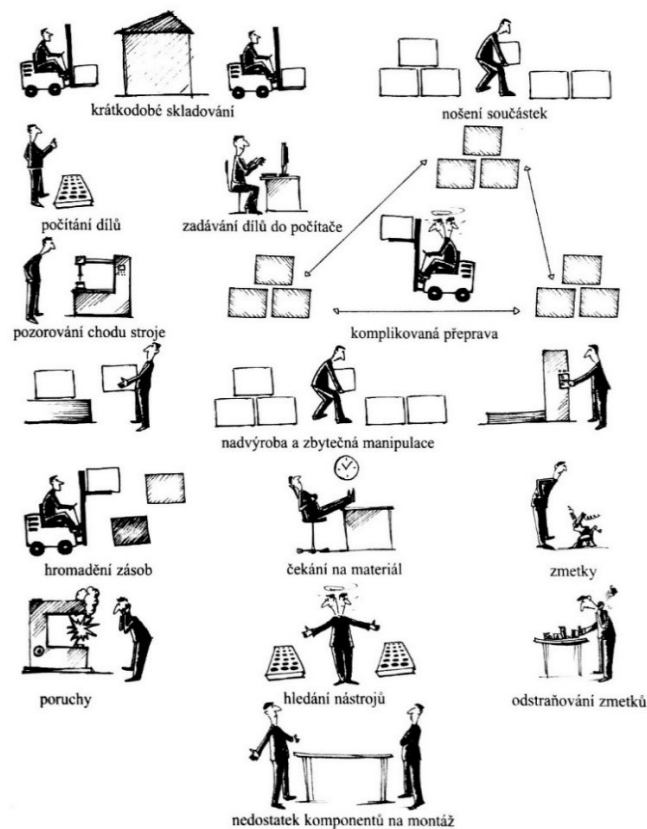 krátkodobé skladování
nošení součástek
počítání dílů
zadávání dílů do počítače
pozorování chodu stroje
komplikovaná přeprava
nadvýroba a zbytečná manipulace
hromadění zásob
čekání na materiál
zmetky
poruchy
hledání nástrojů
odstraňování zmetků
nedostatek komponentů na montáž